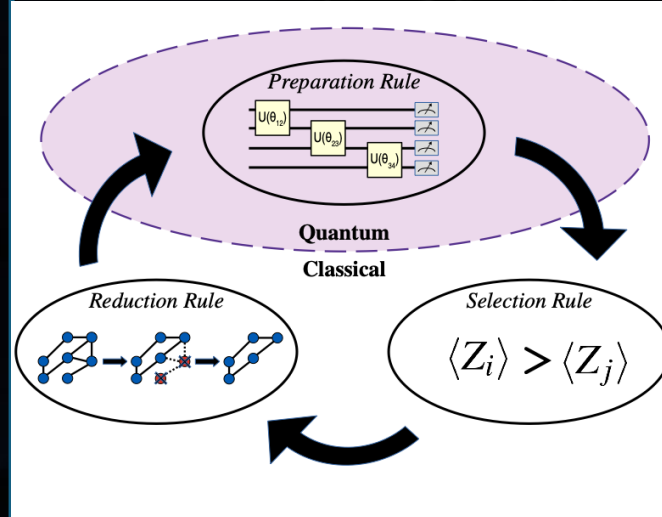 Preparation Rule
U(θ₁₂)
U(θ₂₃)
U(θ₃₄)
Quantum
Classical
Reduction Rule
Selection Rule
⟨Zᵢ⟩ > ⟨Zⱼ⟩